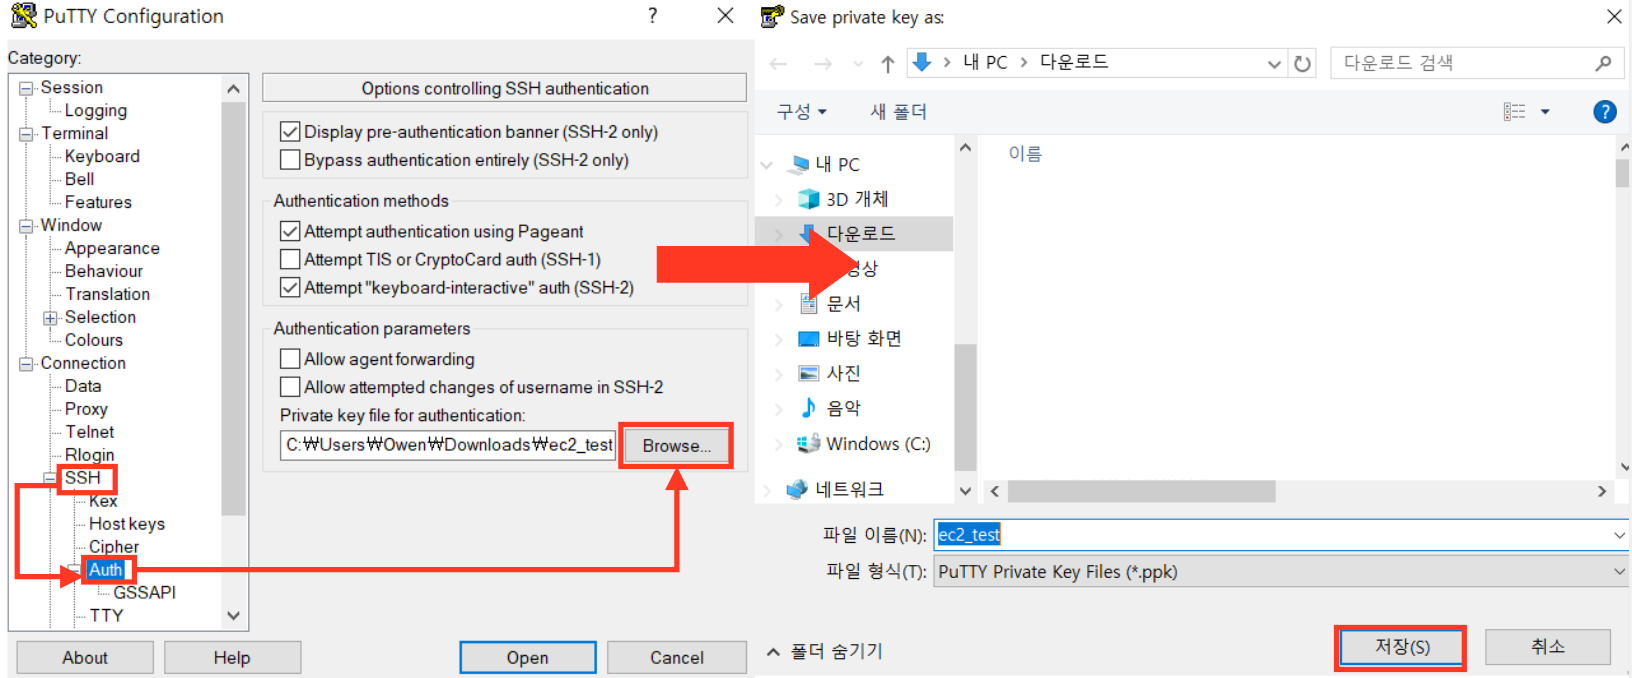 PuTTY Configuration
?
Category:
Session
Logging
Terminal
Keyboard
Bell
Features
Window
Appearance
Behaviour
Translation
Selection
Colours
Connection
Data
Proxy
Telnet
Rlogin
SSH
Kex
Host keys
Cipher
Auth
GSSAPI
TTY
Options controlling SSH authentication
Display pre-authentication banner (SSH-2 only)
Bypass authentication entirely (SSH-2 only)
Authentication methods
Attempt authentication using Pageant
Attempt TIS or CryptoCard auth (SSH-1)
Attempt "keyboard-interactive" auth (SSH-2)
Authentication parameters
Allow agent forwarding
Allow attempted changes of username in SSH-2
Private key file for authentication:
C:₩Users₩Owen₩Downloads₩ec2_test
Browse...
About
Help
Open
Cancel
Save private key as:
내 PC > 다운로드
다운로드 검색
구성
새 폴더
?
내 PC
3D 개체
다운로드
문서
바탕 화면
사진
음악
Windows (C:)
네트워크
이름
파일 이름(N):
ec2_test
파일 형식(T):
PuTTY Private Key Files (*.ppk)
폴더 숨기기
저장(S)
취소